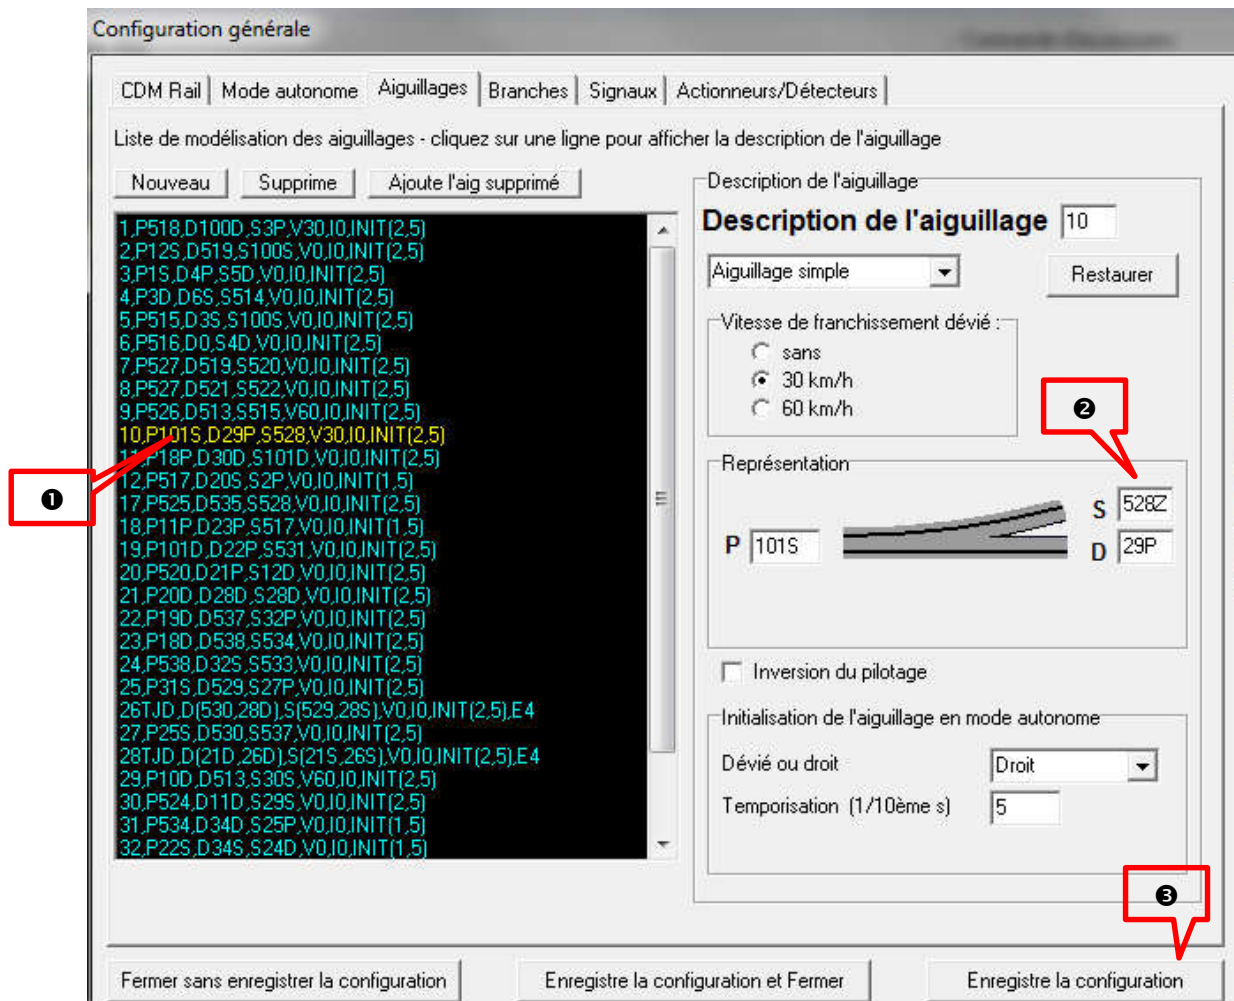 Configuration générale
CDM Rail Mode autonome Aiguillages Branches Signaux Actionneurs/Détecteurs
Liste de modélisation des aiguillages - cliquez sur une ligne pour afficher la description de l'aiguillage
Nouveau Supprime Ajoute l'aig supprimé
1,P518,D100D,S3P,V30,I0,INIT(2,5)
2,P12S,D519,S100S,V0,I0,INIT(2,5)
3,P1S,D4P,S5D,V0,I0,INIT(2,5)
4,P3D,D6S,S514,V0,I0,INIT(2,5)
5,P515,D3S,S100S,V0,I0,INIT(2,5)
6,P516,D0,S4D,V0,I0,INIT(2,5)
7,P527,D519,S520,V0,I0,INIT(2,5)
8,P527,D521,S522,V0,I0,INIT(2,5)
9,P526,D513,S515,V60,I0,INIT(2,5)
10,P101S,D29P,S528,V30,I0,INIT(2,5)
11,P18P,D30D,S101D,V0,I0,INIT(2,5)
12,P517,D20S,S2P,V0,I0,INIT(1,5)
17,P525,D535,S528,V0,I0,INIT(2,5)
18,P11P,D23P,S517,V0,I0,INIT(1,5)
19,P101D,D22P,S531,V0,I0,INIT(2,5)
20,P520,D21P,S12D,V0,I0,INIT(2,5)
21,P20D,D28D,S28D,V0,I0,INIT(2,5)
22,P19D,D537,S32P,V0,I0,INIT(2,5)
23,P18D,D538,S534,V0,I0,INIT(2,5)
24,P538,D32S,S533,V0,I0,INIT(2,5)
25,P31S,D529,S27P,V0,I0,INIT(2,5)
26TJD,D(530,28D),S(529,28S),V0,I0,INIT(2,5),E4
27,P25S,D530,S537,V0,I0,INIT(2,5)
28TJD,D(21D,26D),S(21S,26S),V0,I0,INIT(2,5),E4
29,P10D,D513,S30S,V60,I0,INIT(2,5)
30,P524,D11D,S29S,V0,I0,INIT(2,5)
31,P534,D34D,S25P,V0,I0,INIT(1,5)
32,P22S,D34S,S24D,V0,I0,INIT(1,5)
❶
Description de l'aiguillage
Description de l'aiguillage 10
Aiguillage simple Restaurer
Vitesse de franchissement dévié :
sans
30 km/h
60 km/h
❷
Représentation
S 528Z
P 101S D 29P
Inversion du pilotage
Initialisation de l'aiguillage en mode autonome
Dévié ou droit Droit
Temporisation (1/10ème s) 5
❸
Fermer sans enregistrer la configuration Enregistre la configuration et Fermer Enregistre la configuration